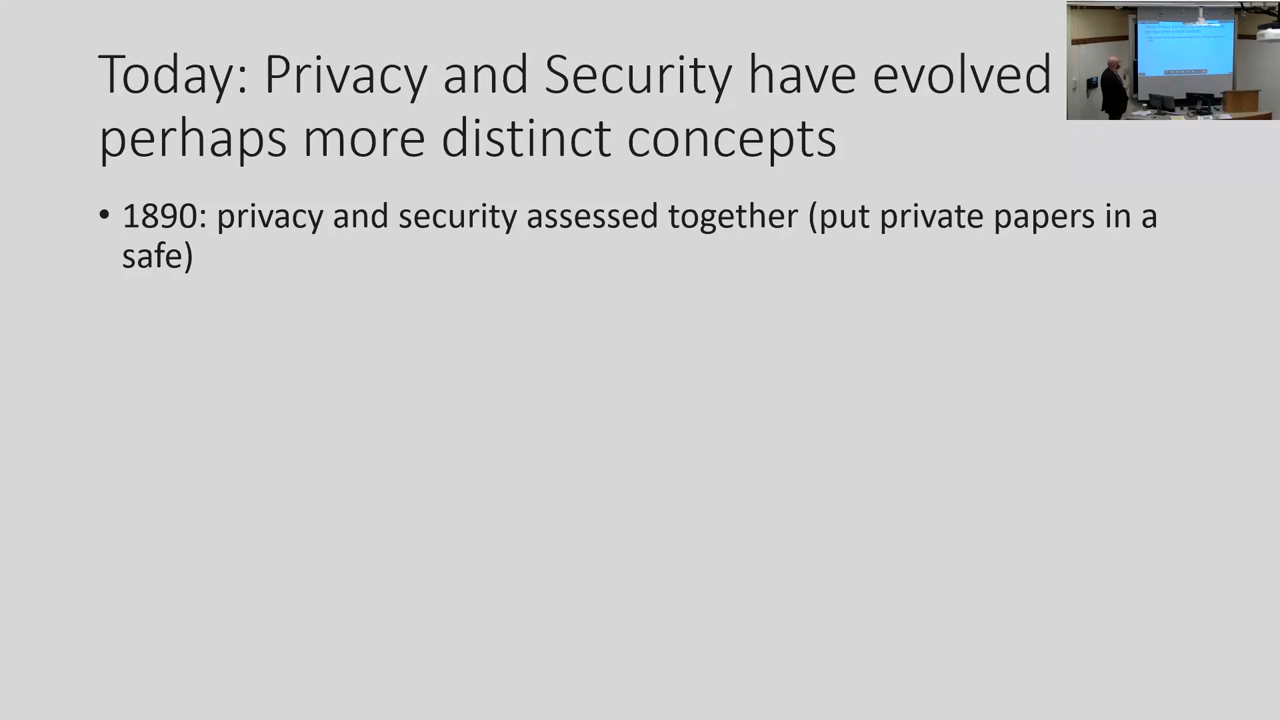 Today: Privacy and Security have evolved
perhaps more distinct concepts
• 1890: privacy and security assessed together (put private papers in a
safe)